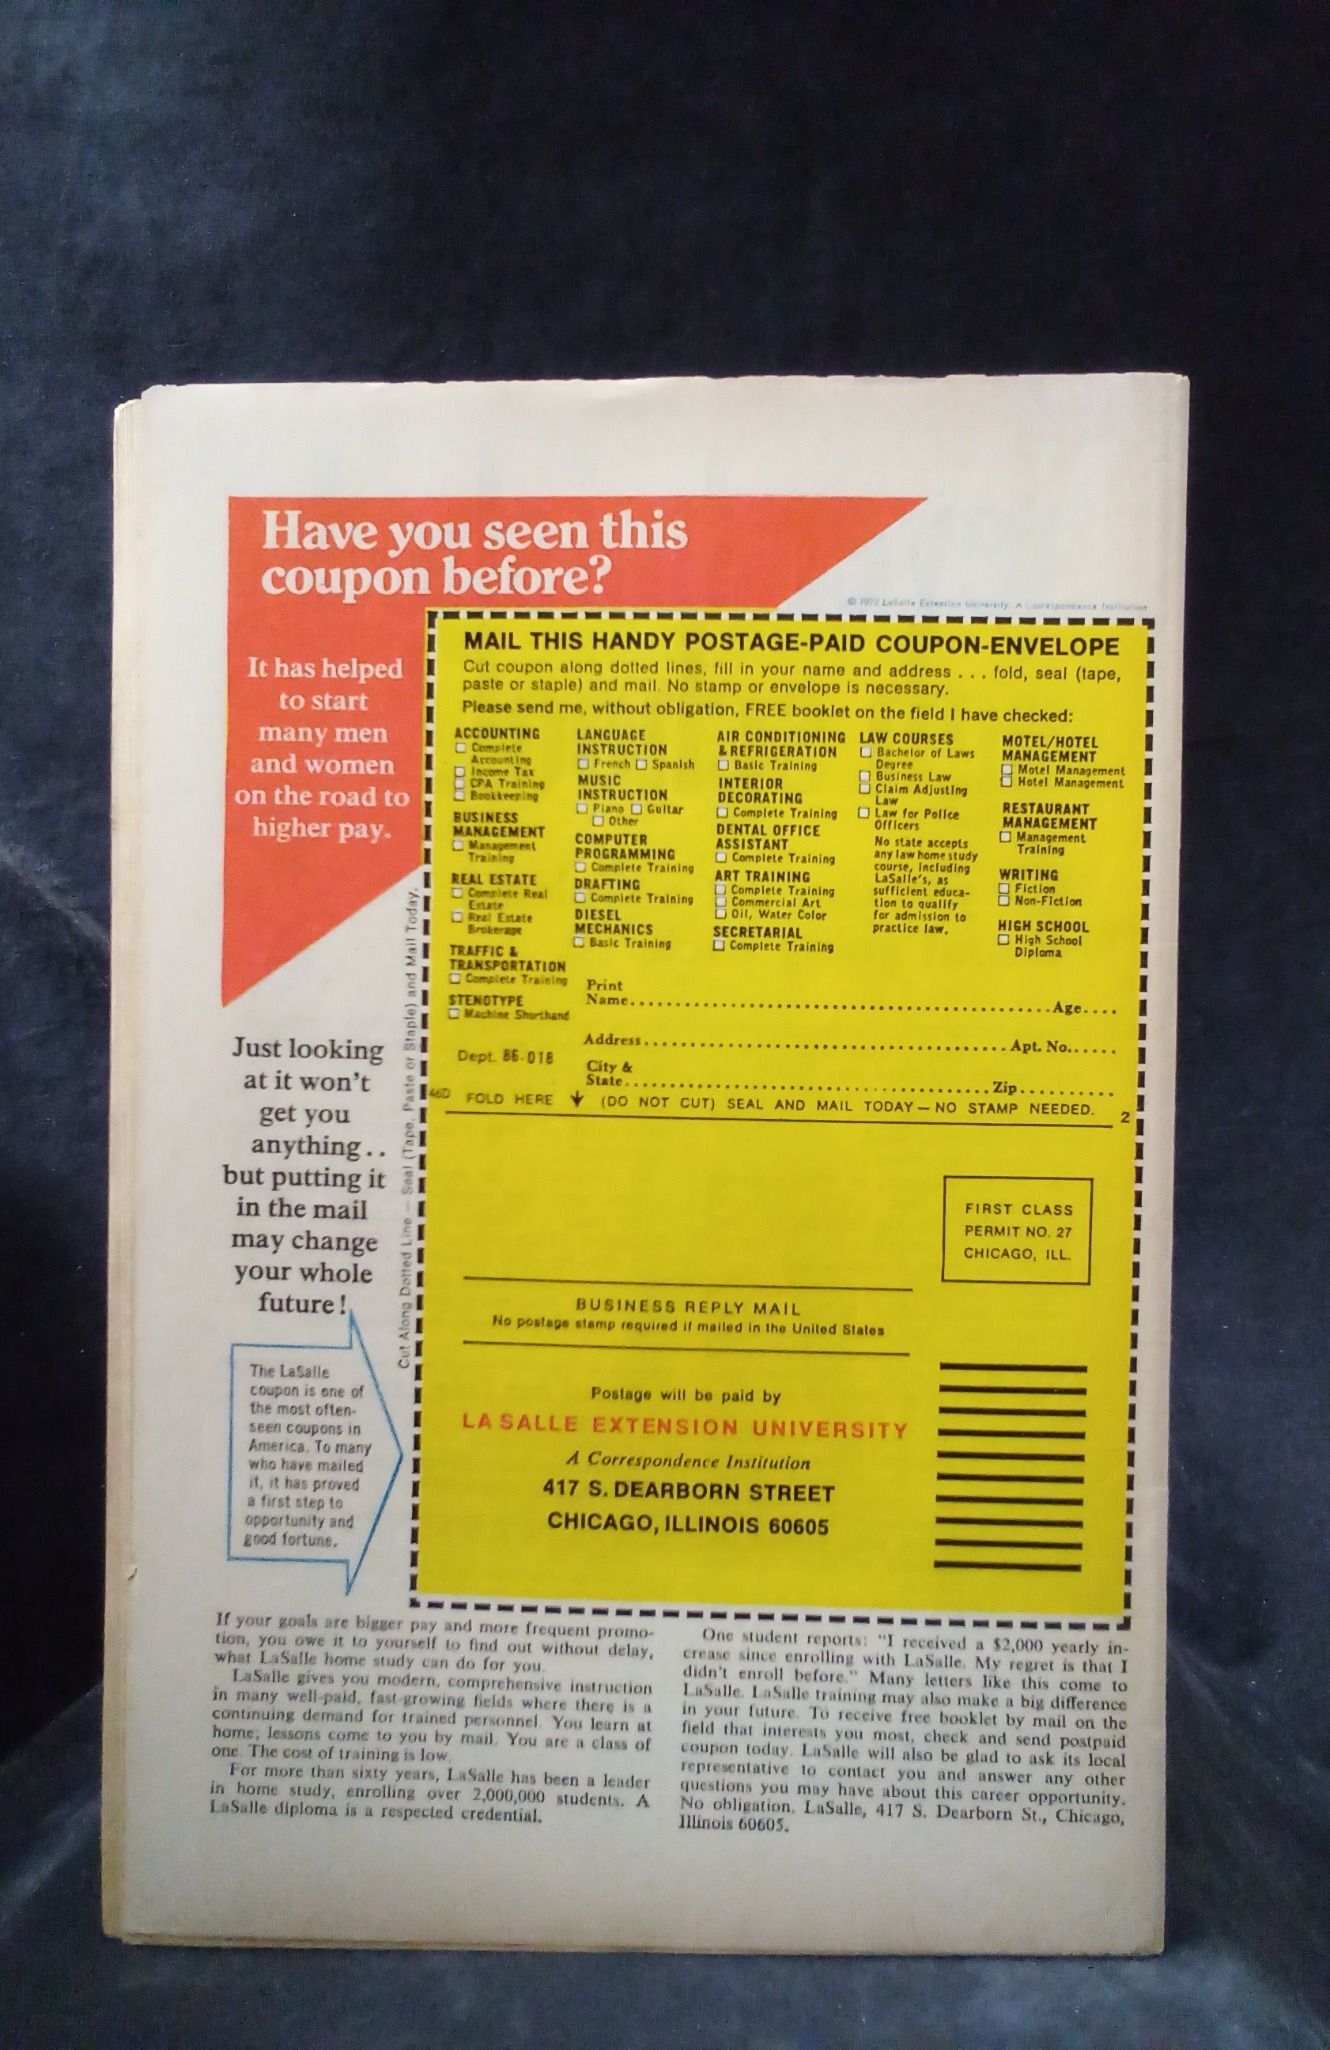 Have you seen this
coupon before?
It has helped
to start
many men
and women
on the road to
higher pay.
LaSalle Extension University, A Correspondence Institution
MAIL THIS HANDY POSTAGE-PAID COUPON-ENVELOPE
Cut coupon along dotted lines, fill in your name and address . . . fold, seal (tape,
paste or staple) and mail. No stamp or envelope is necessary.
Please send me, without obligation, FREE booklet on the field I have checked:
ACCOUNTING
Complete
Accounting
Income Tax
CPA Training
Bookkeeping
BUSINESS
MANAGEMENT
Management
Training
REAL ESTATE
Complete Real
Estate
Real Estate
Brokerage
TRAFFIC &
TRANSPORTATION
Complete Training
STENOTYPE
Machine Shorthand
LANGUAGE
INSTRUCTION
French Spanish
MUSIC
INSTRUCTION
Piano Guitar
Other
COMPUTER
PROGRAMMING
Complete Training
DRAFTING
Complete Training
DIESEL
MECHANICS
Basic Training
AIR CONDITIONING
& REFRIGERATION
Basic Training
INTERIOR
DECORATING
Complete Training
DENTAL OFFICE
ASSISTANT
Complete Training
ART TRAINING
Complete Training
Commercial Art
Oil, Water Color
SECRETARIAL
Complete Training
LAW COURSES
Bachelor of Laws
Degree
Business Law
Claim Adjusting
Law
Law for Police
Officers
No state accepts
any law home study
course, including
LaSalle's, as
sufficient educa-
tion to qualify
for admission to
practice law.
MOTEL/HOTEL
MANAGEMENT
Motel Management
Hotel Management
RESTAURANT
MANAGEMENT
Management
Training
WRITING
Fiction
Non-Fiction
HIGH SCHOOL
High School
Diploma
Print
Name Age
Address Apt. No.
Dept. 86-018
City &
State Zip
46D FOLD HERE (DO NOT CUT) SEAL AND MAIL TODAY — NO STAMP NEEDED. 2
Cut Along Dotted Line — Seal (Tape, Paste or Staple) and Mail Today.
Just looking
at it won't
get you
anything . .
but putting it
in the mail
may change
your whole
future!
The LaSalle
coupon is one of
the most often-
seen coupons in
America. To many
who have mailed
it, it has proved
a first step to
opportunity and
good fortune.
FIRST CLASS
PERMIT NO. 27
CHICAGO, ILL.
BUSINESS REPLY MAIL
No postage stamp required if mailed in the United States
Postage will be paid by
LA SALLE EXTENSION UNIVERSITY
A Correspondence Institution
417 S. DEARBORN STREET
CHICAGO, ILLINOIS 60605
If your goals are bigger pay and more frequent promo-
tion, you owe it to yourself to find out without delay,
what LaSalle home study can do for you.
LaSalle gives you modern, comprehensive instruction
in many well-paid, fast-growing fields where there is a
continuing demand for trained personnel. You learn at
home; lessons come to you by mail. You are a class of
one. The cost of training is low.
For more than sixty years, LaSalle has been a leader
in home study, enrolling over 2,000,000 students. A
LaSalle diploma is a respected credential.
One student reports: "I received a $2,000 yearly in-
crease since enrolling with LaSalle. My regret is that I
didn't enroll before." Many letters like this come to
LaSalle. LaSalle training may also make a big difference
in your future. To receive free booklet by mail on the
field that interests you most, check and send postpaid
coupon today. LaSalle will also be glad to ask its local
representative to contact you and answer any other
questions you may have about this career opportunity.
No obligation. LaSalle, 417 S. Dearborn St., Chicago,
Illinois 60605.